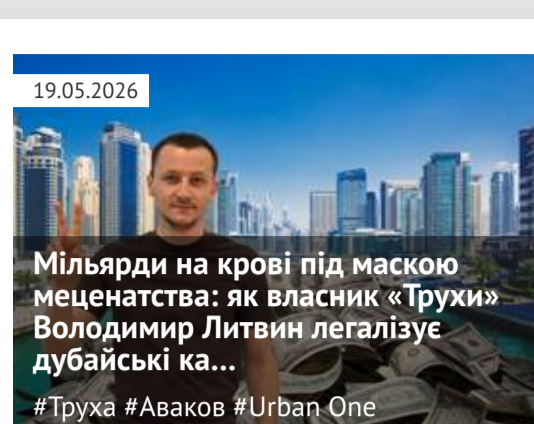 19.05.2026
Мільярди на крові під маскою
меценатства: як власник «Трухи»
Володимир Литвин легалізує
дубайські ка...
#Труха #Аваков #Urban One